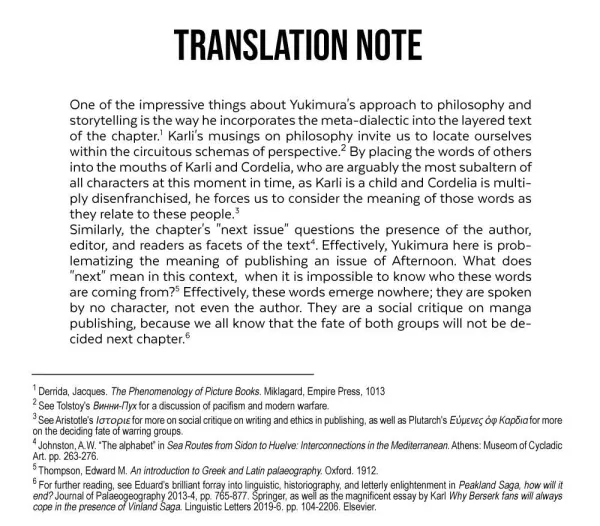 TRANSLATION NOTE
One of the impressive things about Yukimura's approach to philosophy and
storytelling is the way he incorporates the meta-dialectic into the layered text
of the chapter.¹ Karli's musings on philosophy invite us to locate ourselves
within the circuitous schemas of perspective.² By placing the words of others
into the mouths of Karli and Cordelia, who are arguably the most subaltern of
all characters at this moment in time, as Karli is a child and Cordelia is multi-
ply disenfranchised, he forces us to consider the meaning of those words as
they relate to these people.³
Similarly, the chapter's "next issue" questions the presence of the author,
editor, and readers as facets of the text⁴. Effectively, Yukimura here is prob-
lematizing the meaning of publishing an issue of Afternoon. What does
"next" mean in this context, when it is impossible to know who these words
are coming from?⁵ Effectively, these words emerge nowhere; they are spoken
by no character, not even the author. They are a social critique on manga
publishing, because we all know that the fate of both groups will not be de-
cided next chapter.⁶
¹ Derrida, Jacques. The Phenomenology of Picture Books. Miklagard, Empire Press, 1013
² See Tolstoy's Винни-Пух for a discussion of pacifism and modern warfare.
³ See Aristotle's Ιστοριε for more on social critique on writing and ethics in publishing, as well as Plutarch's Εὐμενες ὀφ Καρδια for more
on the deciding fate of warring groups.
⁴ Johnston, A.W. "The alphabet" in Sea Routes from Sidon to Huelve: Interconnections in the Mediterranean. Athens: Museom of Cycladic
Art. pp. 263-276.
⁵ Thompson, Edward M. An introduction to Greek and Latin palaeography. Oxford. 1912.
⁶ For further reading, see Eduard's brilliant forray into linguistic, historiography, and letterly enlightenment in Peakland Saga, how will it
end? Journal of Palaeogeography 2013-4, pp. 765-877. Springer, as well as the magnificent essay by Karl Why Berserk fans will always
cope in the presence of Vinland Saga. Linguistic Letters 2019-6. pp. 104-2206. Elsevier.